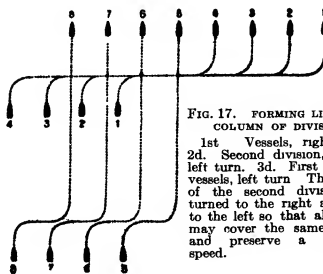 8 7 6 5 4 3 2
4 3 2 1
FIG. 17. FORMING LI
COLUMN OF DIVIS
1st Vessels, righ
2d. Second division,
left turn. 3d. First
vessels, left turn Th
of the second divis
turned to the right s
to the left so that al
may cover the same
and preserve a
speed.
8 7 6 5